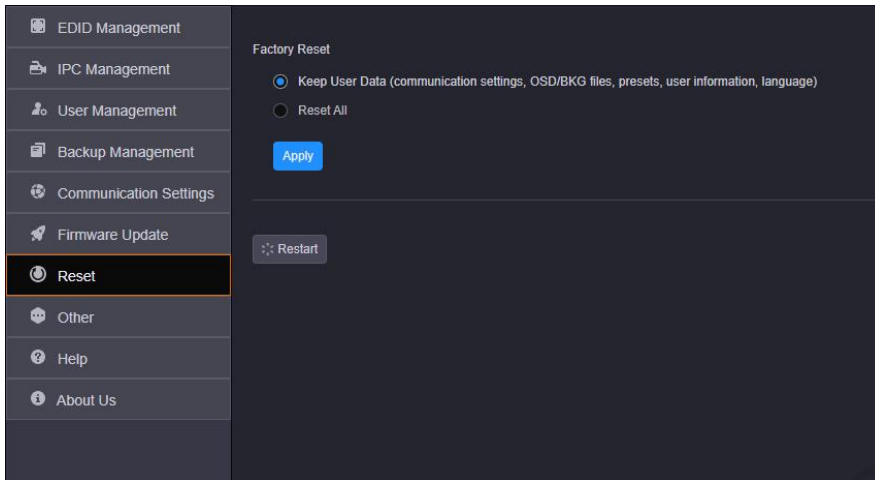 EDID Management
IPC Management
User Management
Backup Management
Communication Settings
Firmware Update
Reset
Other
Help
About Us
Factory Reset
Keep User Data (communication settings, OSD/BKG files, presets, user information, language)
Reset All
Apply
Restart